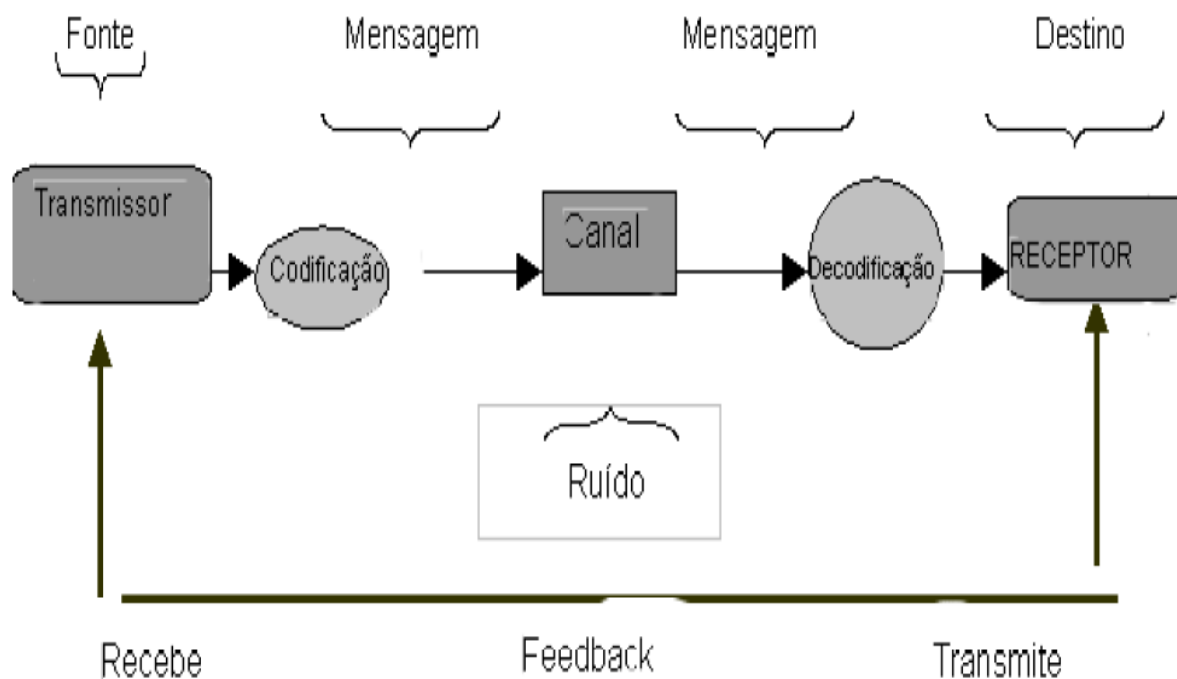 Fonte
Mensagem
Mensagem
Destino
Transmissor
Codificação
Canal
Decodificação
RECEPTOR
Ruído
Recebe
Feedback
Transmite